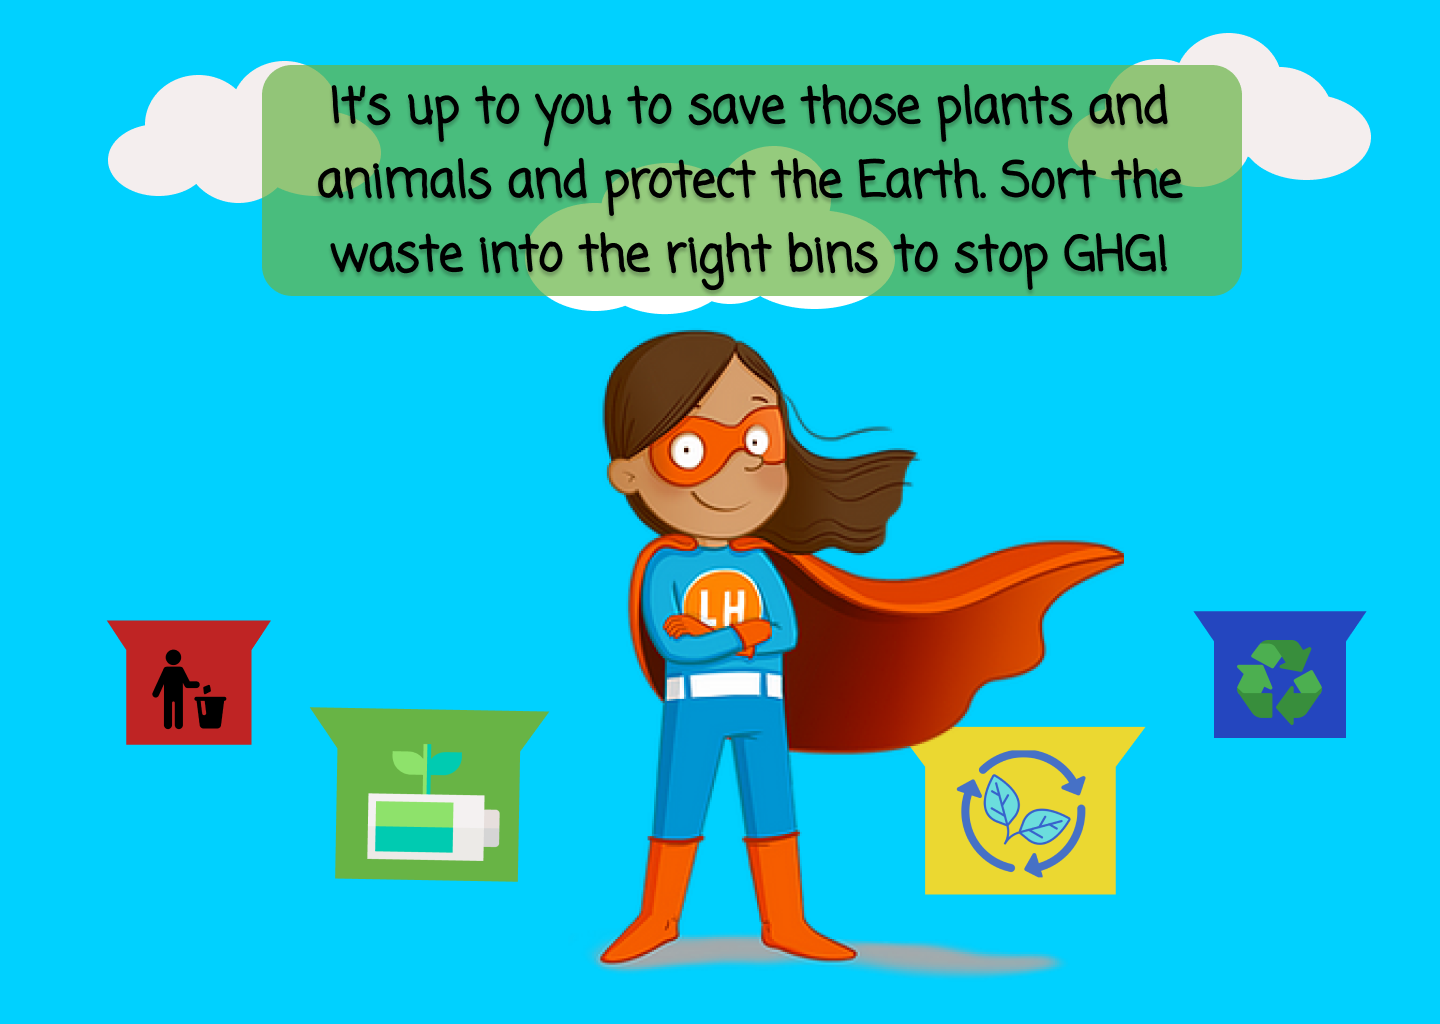 It's up to you to save those plants and
animals and protect the Earth. Sort the
waste into the right bins to stop GHG!
LH